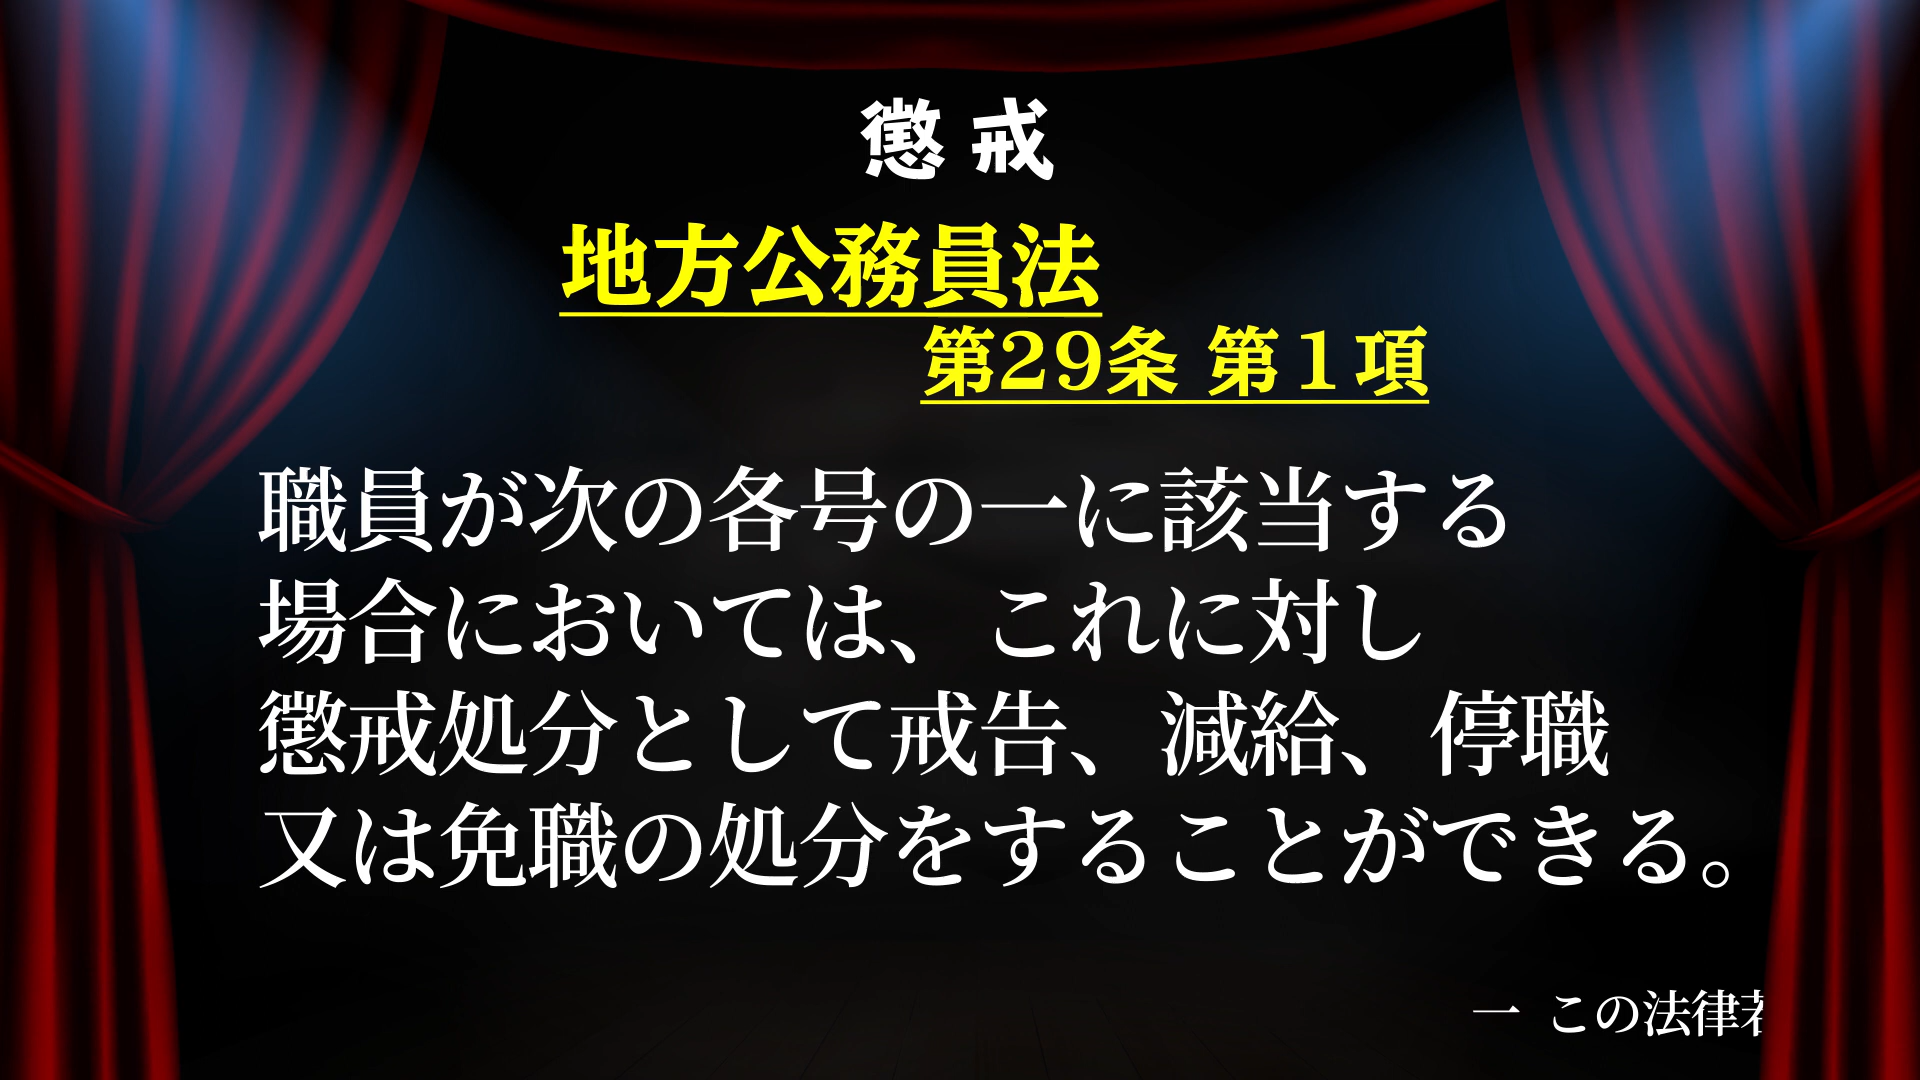 懲 戒
地方公務員法
第29条 第１項
職員が次の各号の一に該当する
場合においては、これに対し
懲戒処分として戒告、減給、停職
又は免職の処分をすることができる。
一 この法律